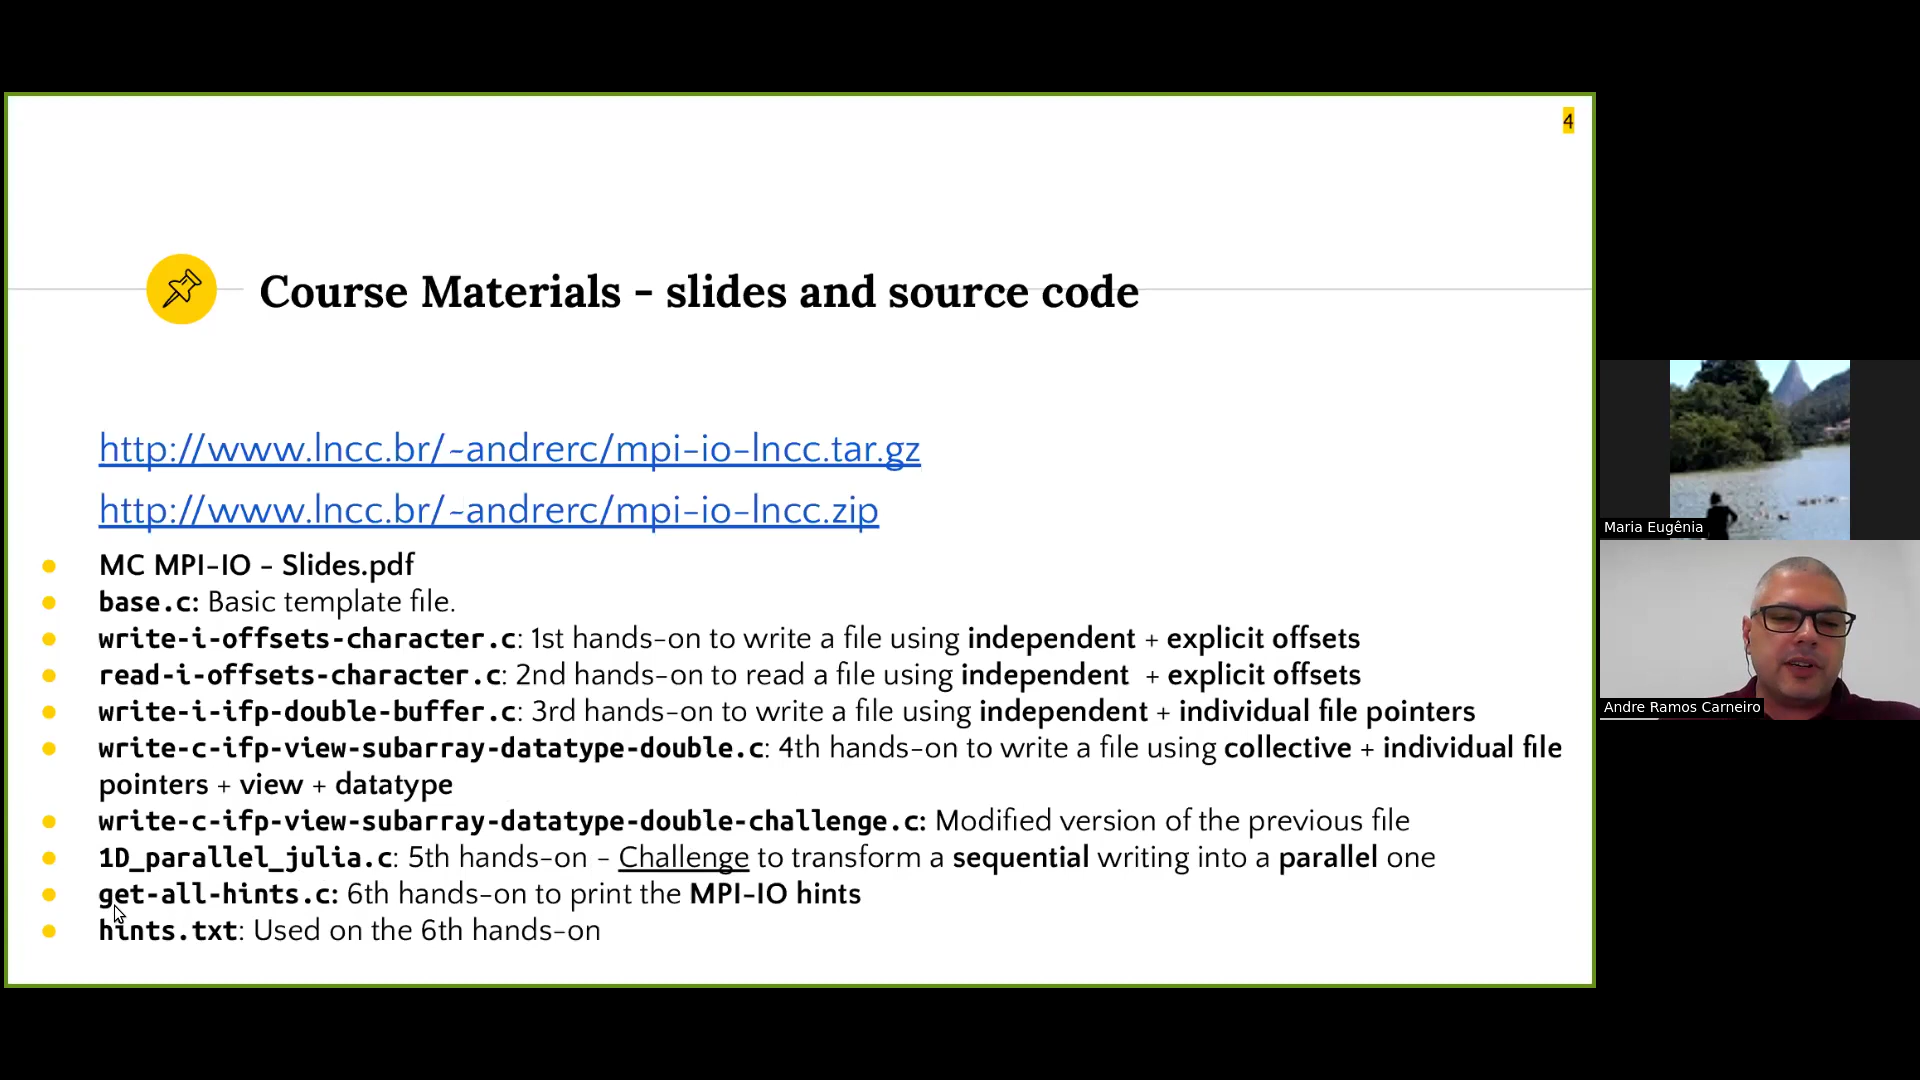 4
Course Materials - slides and source code
http://www.lncc.br/~andrerc/mpi-io-lncc.tar.gz
http://www.lncc.br/~andrerc/mpi-io-lncc.zip
MC MPI-IO - Slides.pdf
base.c: Basic template file.
write-i-offsets-character.c: 1st hands-on to write a file using independent + explicit offsets
read-i-offsets-character.c: 2nd hands-on to read a file using independent + explicit offsets
write-i-ifp-double-buffer.c: 3rd hands-on to write a file using independent + individual file pointers
write-c-ifp-view-subarray-datatype-double.c: 4th hands-on to write a file using collective + individual file
pointers + view + datatype
write-c-ifp-view-subarray-datatype-double-challenge.c: Modified version of the previous file
1D_parallel_julia.c: 5th hands-on - Challenge to transform a sequential writing into a parallel one
get-all-hints.c: 6th hands-on to print the MPI-IO hints
hints.txt: Used on the 6th hands-on
Maria Eugênia
Andre Ramos Carneiro